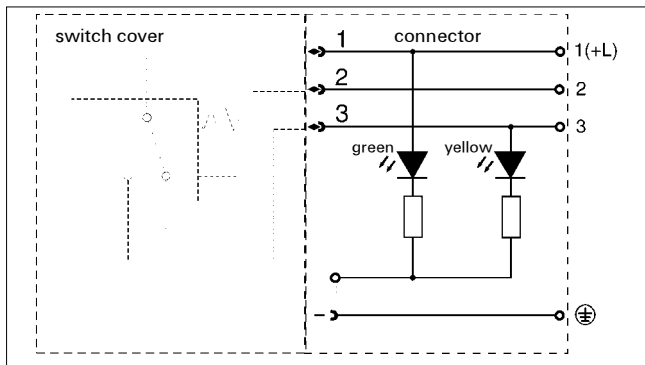 switch cover
connector
1
1(+L)
2
2
3
3
green
yellow